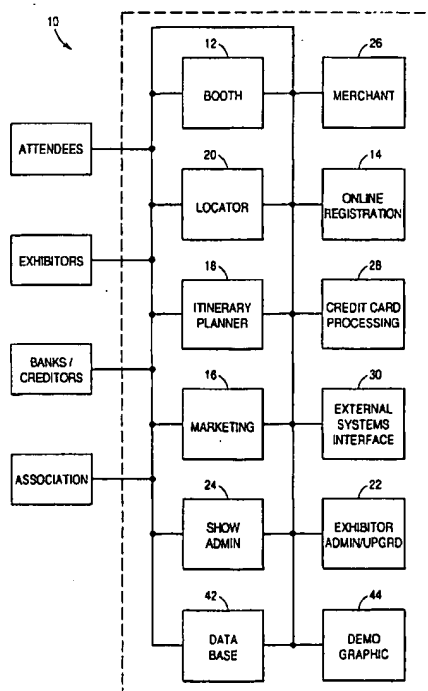 10
12
BOOTH
26
MERCHANT
ATTENDEES
20
LOCATOR
14
ONLINE
REGISTRATION
EXHIBITORS
18
ITINERARY
PLANNER
28
CREDIT CARD
PROCESSING
BANKS /
CREDITORS
16
MARKETING
30
EXTERNAL
SYSTEMS
INTERFACE
ASSOCIATION
24
SHOW
ADMIN
22
EXHIBITOR
ADMIN/UPGRD
42
DATA
BASE
44
DEMO
GRAPHIC